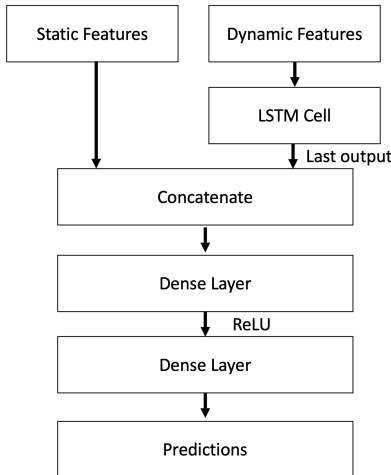 Static Features
Dynamic Features
LSTM Cell
Last output
Concatenate
Dense Layer
ReLU
Dense Layer
Predictions